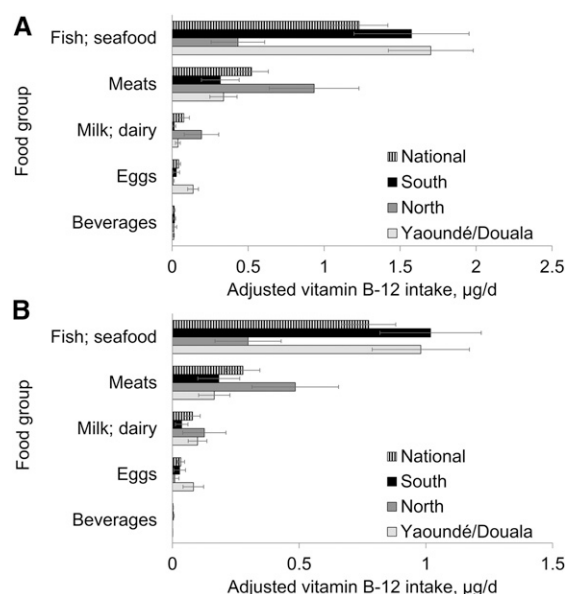 A
Food group
Fish; seafood
Meats
Milk; dairy
Eggs
Beverages
National
South
North
Yaoundé/Douala
0 0.5 1 1.5 2 2.5
Adjusted vitamin B-12 intake, µg/d
B
Food group
Fish; seafood
Meats
Milk; dairy
Eggs
Beverages
National
South
North
Yaoundé/Douala
0 0.5 1 1.5
Adjusted vitamin B-12 intake, µg/d